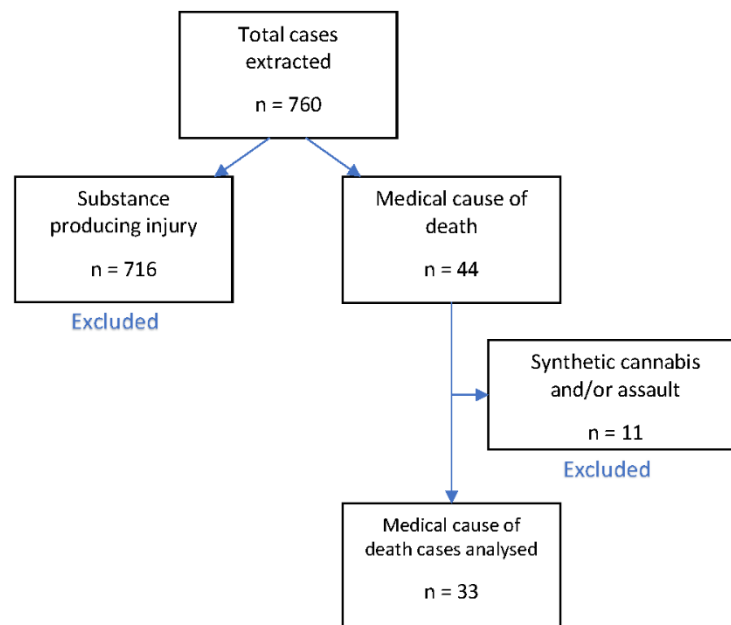 Total cases
extracted
n = 760
Substance
producing injury
n = 716
Excluded
Medical cause of
death
n = 44
Synthetic cannabis
and/or assault
n = 11
Excluded
Medical cause of
death cases analysed
n = 33